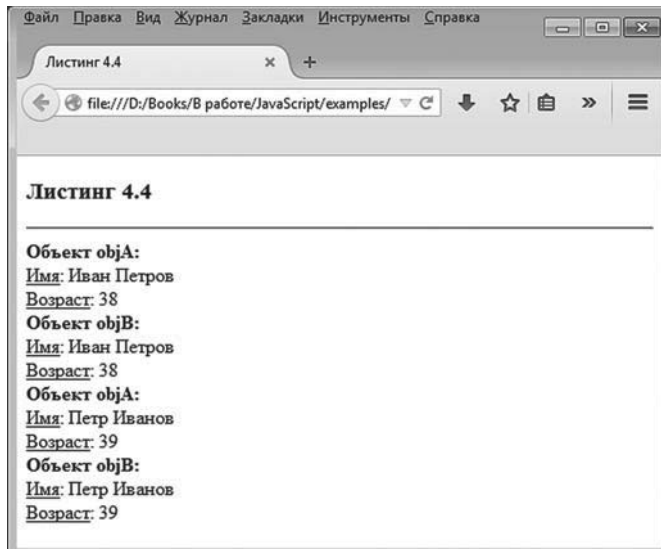 Файл Правка Вид Журнал Закладки Инструменты Справка
Листинг 4.4
file:///D:/Books/В работе/JavaScript/examples/
Листинг 4.4
Объект objA:
Имя: Иван Петров
Возраст: 38
Объект objB:
Имя: Иван Петров
Возраст: 38
Объект objA:
Имя: Петр Иванов
Возраст: 39
Объект objB:
Имя: Петр Иванов
Возраст: 39